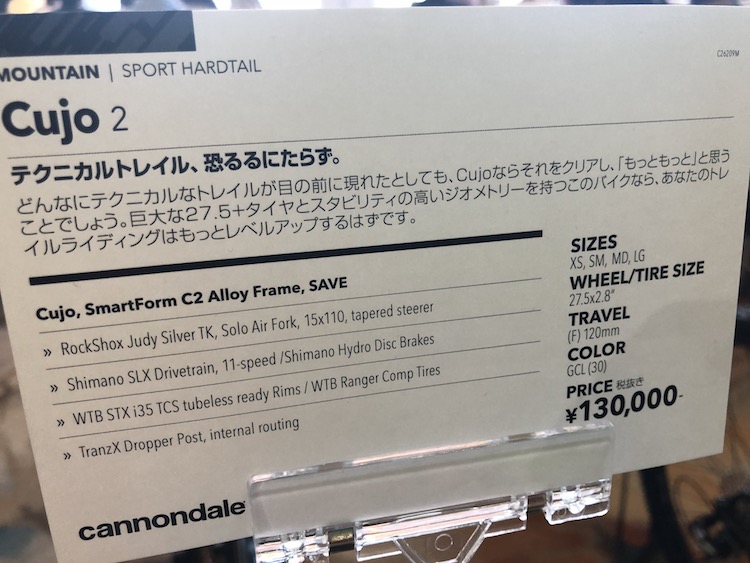 C26209M
MOUNTAIN | SPORT HARDTAIL
Cujo 2
テクニカルトレイル、恐るるにたらず。
どんなにテクニカルなトレイルが目の前に現れたとしても、Cujoならそれをクリアし、「もっともっと」と思う
ことでしょう。巨大な27.5+タイヤとスタビリティの高いジオメトリーを持つこのバイクなら、あなたのトレ
イルライディングはもっとレベルアップするはずです。
Cujo, SmartForm C2 Alloy Frame, SAVE
» RockShox Judy Silver TK, Solo Air Fork, 15x110, tapered steerer
» Shimano SLX Drivetrain, 11-speed /Shimano Hydro Disc Brakes
» WTB STX i35 TCS tubeless ready Rims / WTB Ranger Comp Tires
» TranzX Dropper Post, internal routing
SIZES
XS, SM, MD, LG
WHEEL/TIRE SIZE
27.5x2.8"
TRAVEL
(F) 120mm
COLOR
GCL (30)
PRICE 税抜き
¥130,000-
cannondale